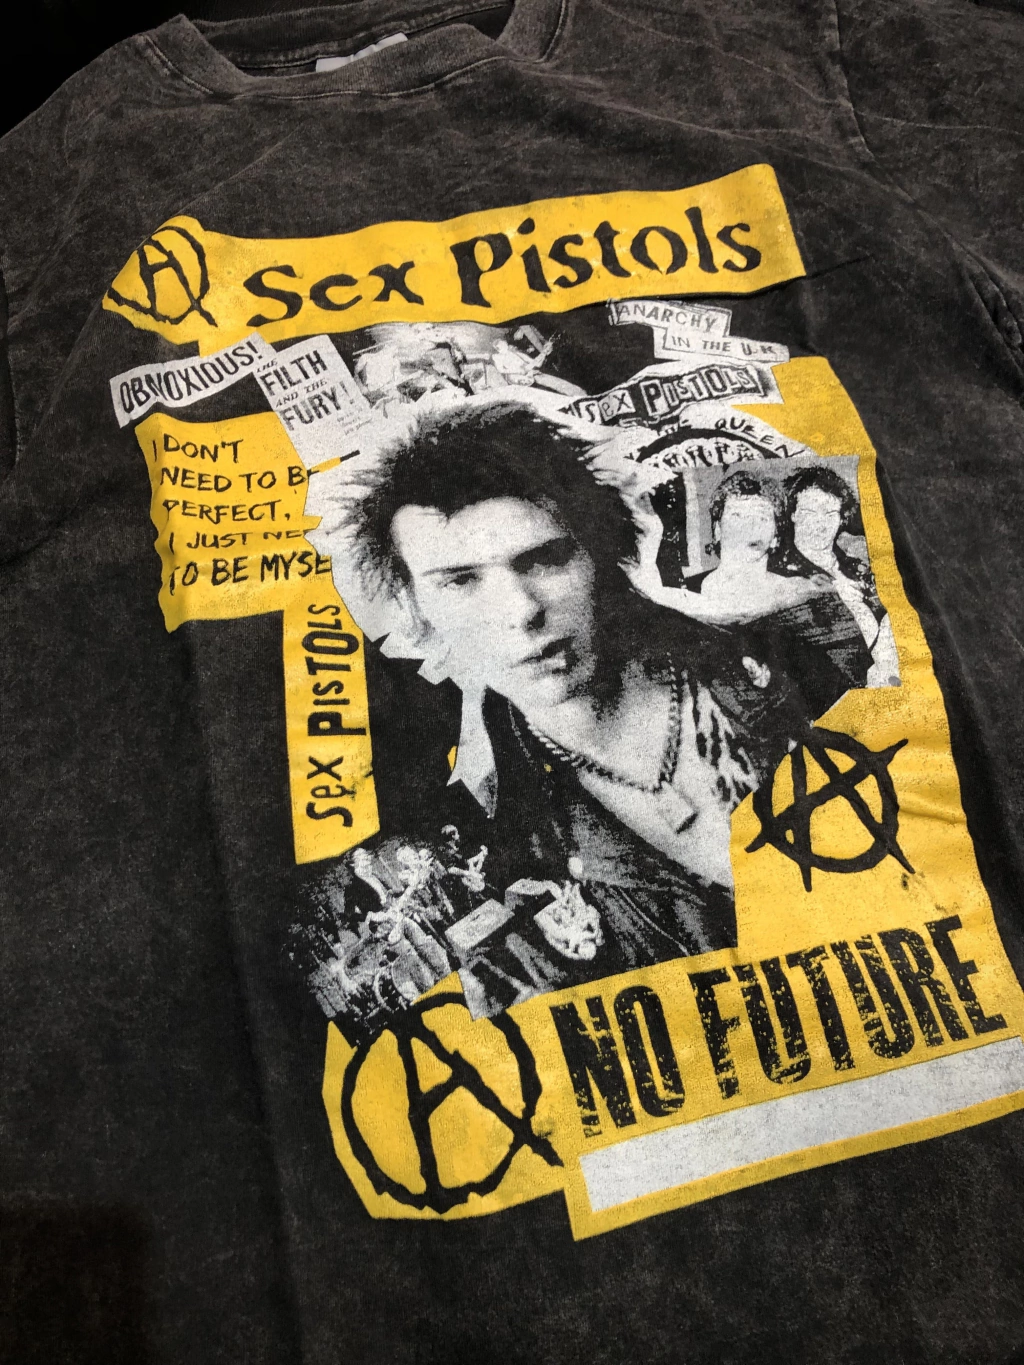 Sex Pistols
ANARCHY
IN THE U.K
OBNOXIOUS!
THE
FILTH
AND THE
FURY!
SEX PISTOLS
QUEEN
I DON'T
NEED TO B
PERFECT,
I JUST NE
TO BE MYSE
SEX PISTOLS
NO FUTURE